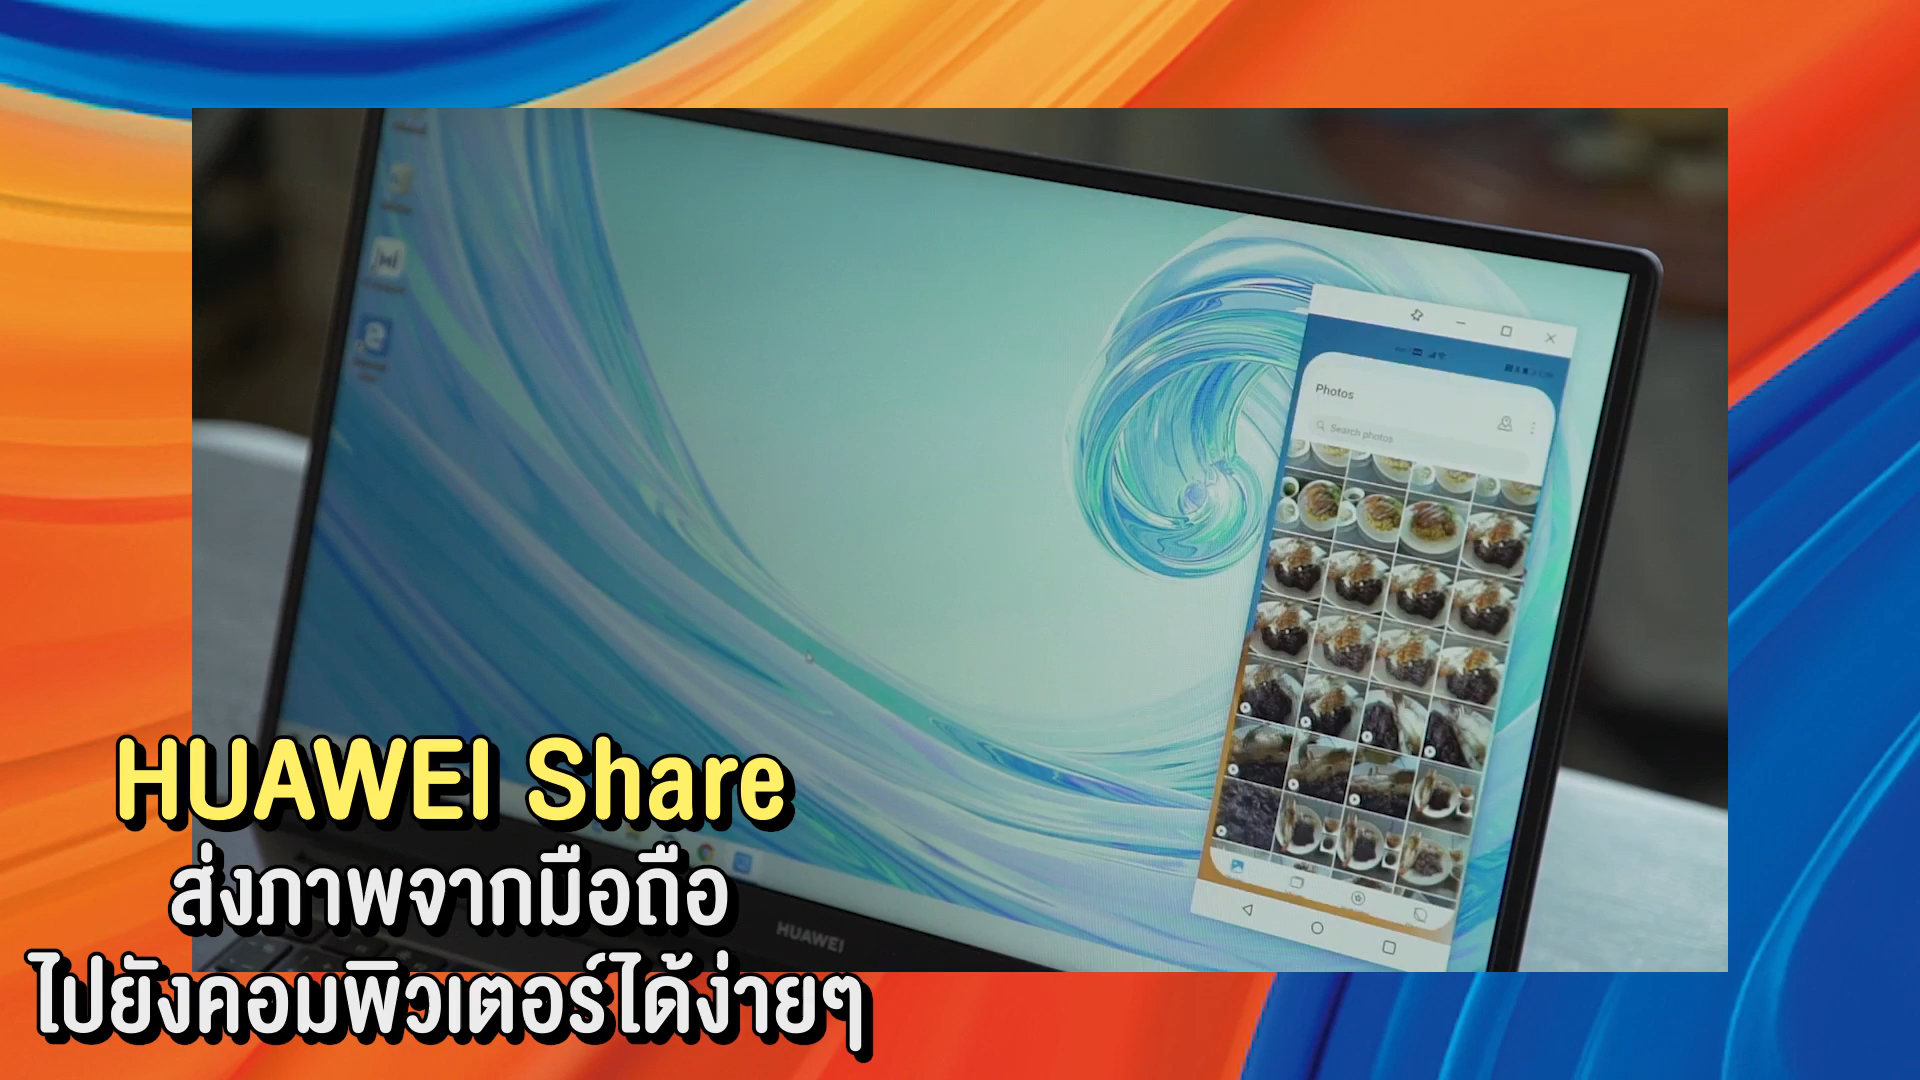 Photos
Search photos
HUAWEI
HUAWEI Share
ส่งภาพจากมือถือ
ไปยังคอมพิวเตอร์ได้ง่ายๆ